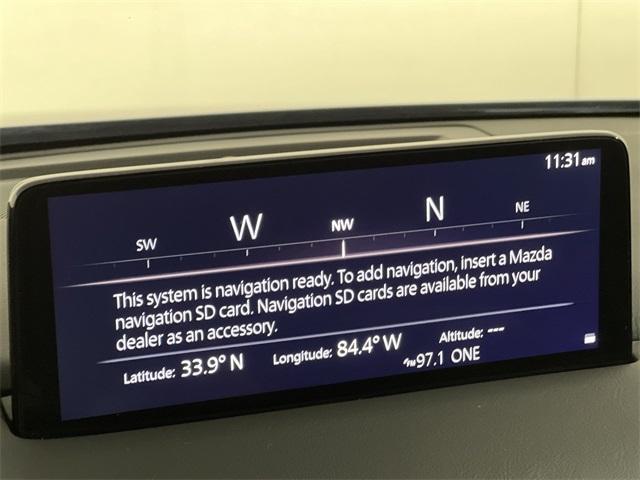 11:31 am
SW W NW N NE
This system is navigation ready. To add navigation, insert a Mazda
navigation SD card. Navigation SD cards are available from your
dealer as an accessory.
Latitude: 33.9° N Longitude: 84.4° W Altitude: ---
FM 97.1 ONE